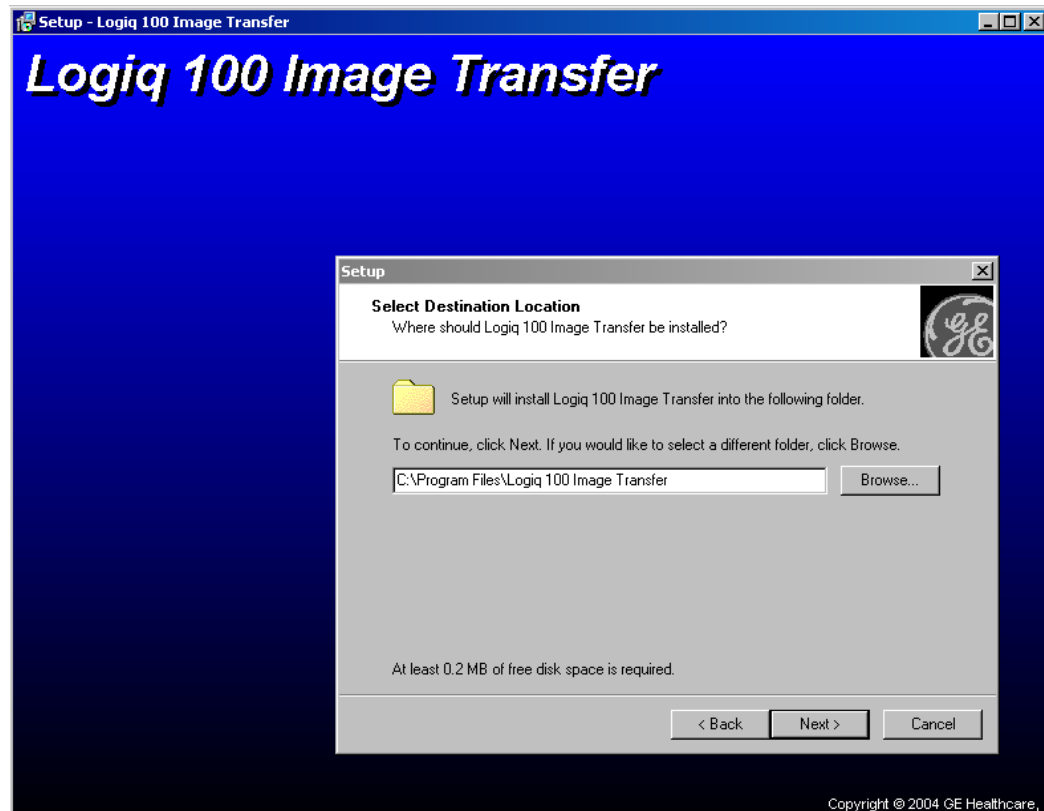 Setup - Logiq 100 Image Transfer
Logiq 100 Image Transfer
Setup
Select Destination Location
Where should Logiq 100 Image Transfer be installed?
GE
Setup will install Logiq 100 Image Transfer into the following folder.
To continue, click Next. If you would like to select a different folder, click Browse.
C:\Program Files\Logiq 100 Image Transfer
Browse...
At least 0.2 MB of free disk space is required.
< Back
Next >
Cancel
Copyright © 2004 GE Healthcare,